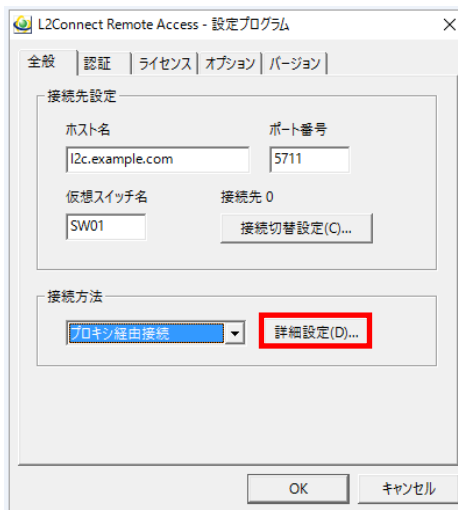 L2Connect Remote Access - 設定プログラム
全般 認証 ライセンス オプション バージョン
接続先設定
ホスト名 ポート番号
l2c.example.com 5711
仮想スイッチ名 接続先 0
SW01 接続切替設定(C)...
接続方法
プロキシ経由接続 詳細設定(D)...
OK キャンセル